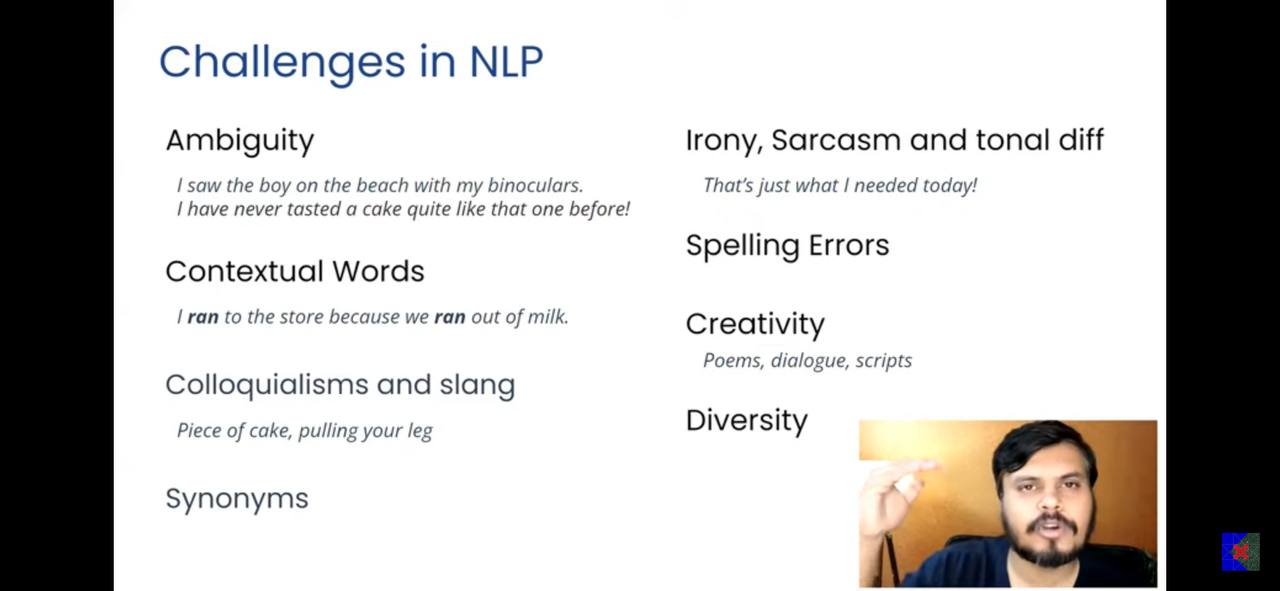 Challenges in NLP
Ambiguity
I saw the boy on the beach with my binoculars.
I have never tasted a cake quite like that one before!
Contextual Words
I ran to the store because we ran out of milk.
Colloquialisms and slang
Piece of cake, pulling your leg
Synonyms
Irony, Sarcasm and tonal diff
That’s just what I needed today!
Spelling Errors
Creativity
Poems, dialogue, scripts
Diversity